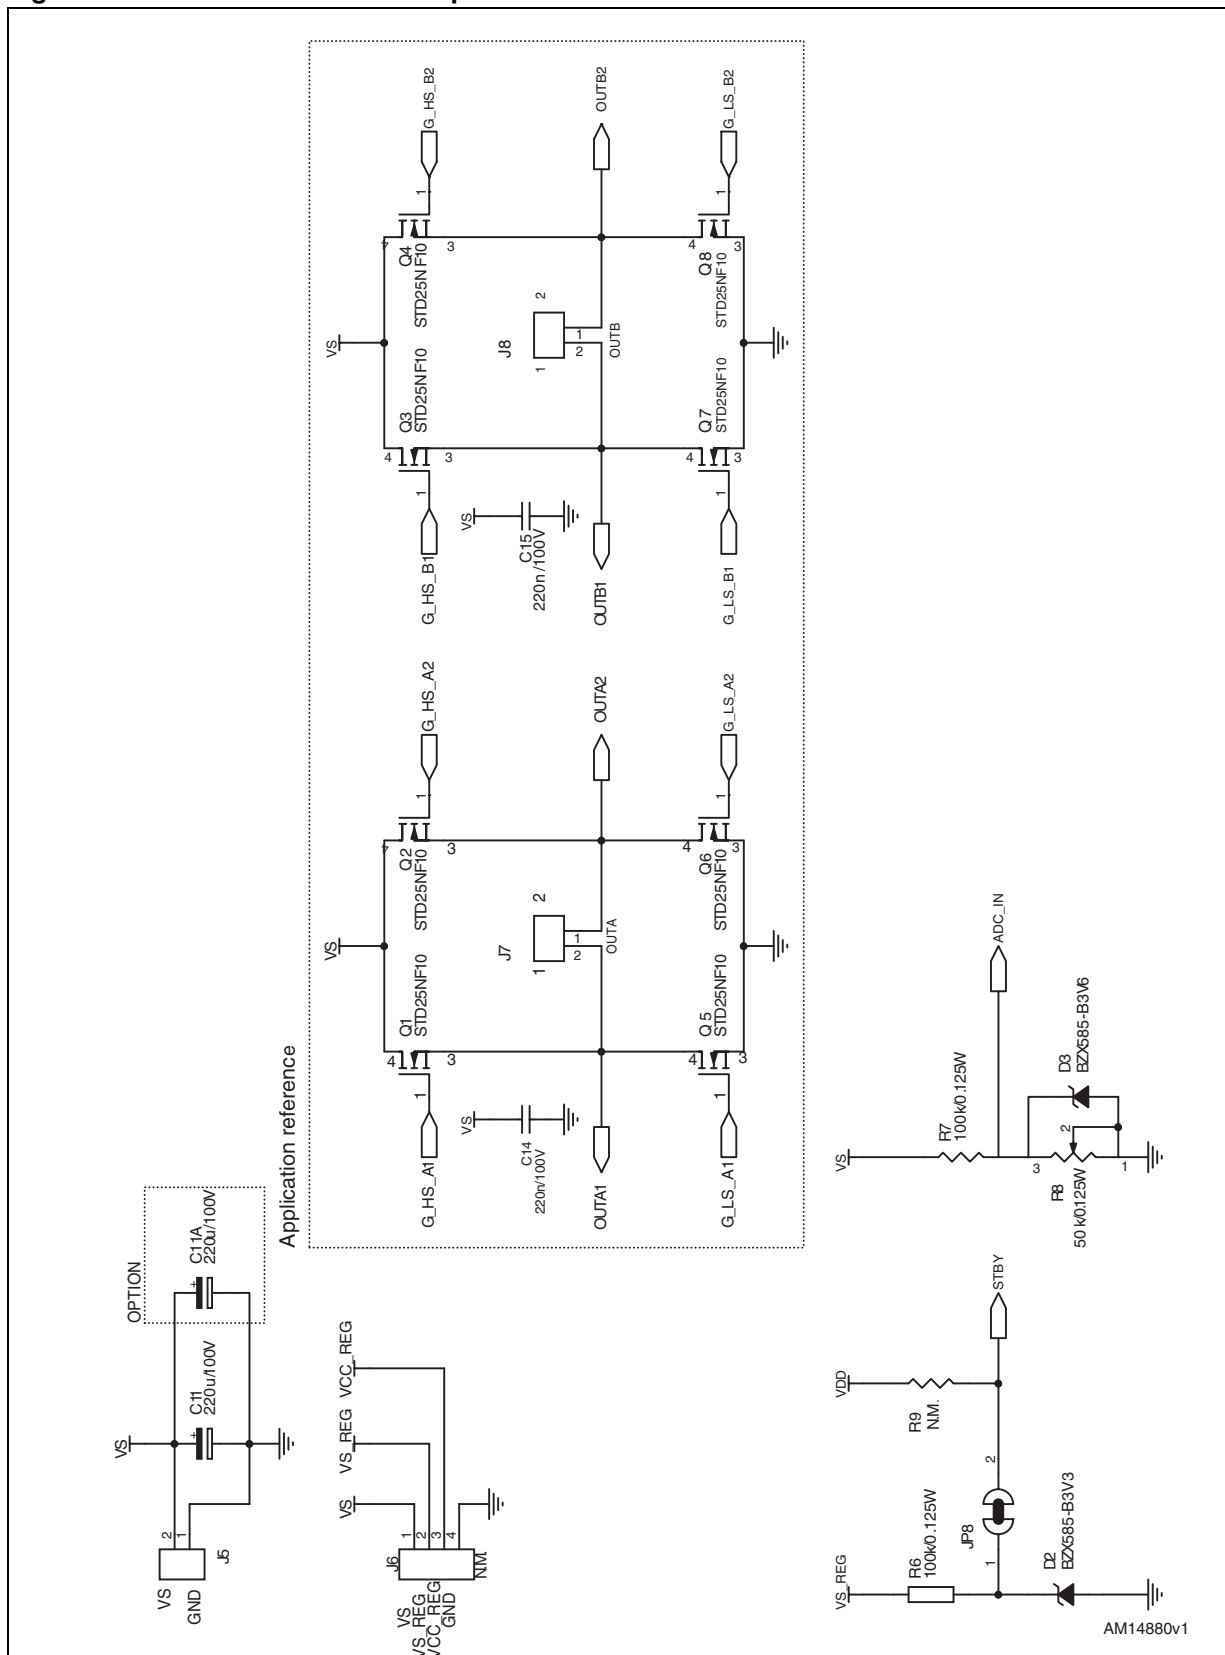 Application reference
OPTION
VS
C11
220u/100V
+
C11A
220u/100V
+
2
1
J5
VS
GND
VS
VS_REG
VCC_REG
1
2
3
4
J6
N.M.
VS
VS_REG
VCC_REG
GND
VS
Q1
STD25NF10
4
3
1
G_HS_A1
Q2
STD25NF10
3
1
G_HS_A2
VS
C14
220n/100V
J7
1
2
1
2
OUTA
OUTA1
OUTA2
Q5
STD25NF10
4
3
1
G_LS_A1
Q6
STD25NF10
4
3
1
G_LS_A2
VS
Q3
STD25NF10
4
3
1
G_HS_B1
Q4
STD25NF10
3
1
G_HS_B2
VS
C15
220n/100V
J8
1
2
1
2
OUTB
OUTB1
OUTB2
Q7
STD25NF10
4
3
1
G_LS_B1
Q8
STD25NF10
4
3
1
G_LS_B2
VS_REG
R6
100k/0.125W
1
JP8
2
D2
BZX585-B3V3
VDD
R9
N.M.
STBY
VS
R7
100k/0.125W
ADC_IN
3
2
1
R8
50k/0.125W
D3
BZX585-B3V6
AM14880v1